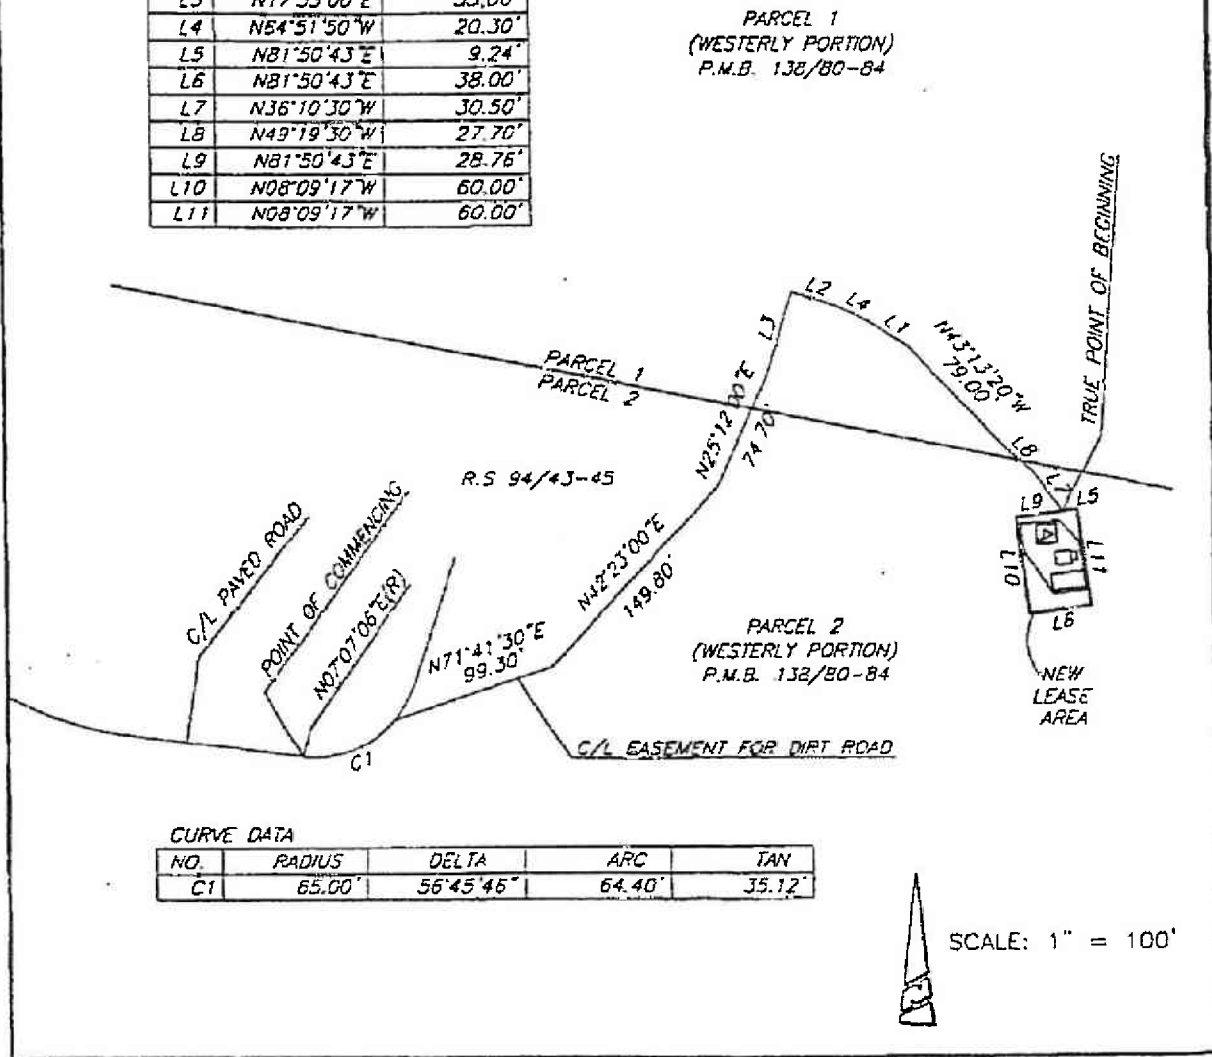 L4 N54°51'50"W 20.30'
L5 N81°50'43"E 9.24'
L6 N81°50'43"E 38.00'
L7 N36°10'30"W 30.50'
L8 N49°19'30"W 27.70'
L9 N81°50'43"E 28.76'
L10 N08°09'17"W 60.00'
L11 N08°09'17"W 60.00'
PARCEL 1
(WESTERLY PORTION)
P.M.B. 138/80-84
TRUE POINT OF BEGINNING
L2
L4
L1
L3
N43°13'20"W
79.00'
PARCEL 1
PARCEL 2
N25°12'00"E
74.70'
L8
L7
L5
L9
L10
L11
L6
R.S 94/43-45
C/L PAVED ROAD
POINT OF COMMENCING
N07°07'06"E(R)
N42°23'00"E
149.80'
N71°41'30"E
99.30'
PARCEL 2
(WESTERLY PORTION)
P.M.B. 138/80-84
NEW
LEASE
AREA
C1
C/L EASEMENT FOR DIRT ROAD
CURVE DATA
NO. RADIUS DELTA ARC TAN
C1 65.00' 56°45'46" 64.40' 35.12'
SCALE: 1" = 100'